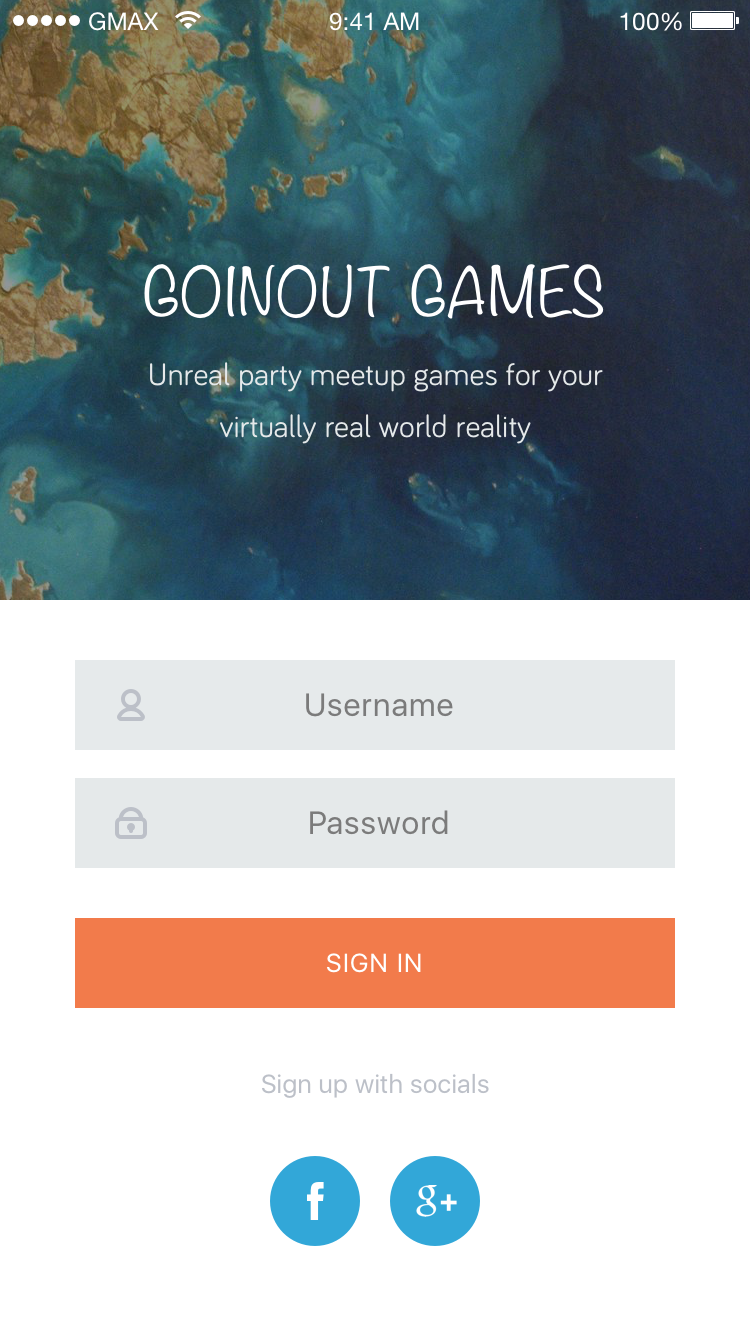 GMAX 9:41 AM 100%
GOINOUT GAMES
Unreal party meetup games for your
virtually real world reality
Username
Password
SIGN IN
Sign up with socials
f g+